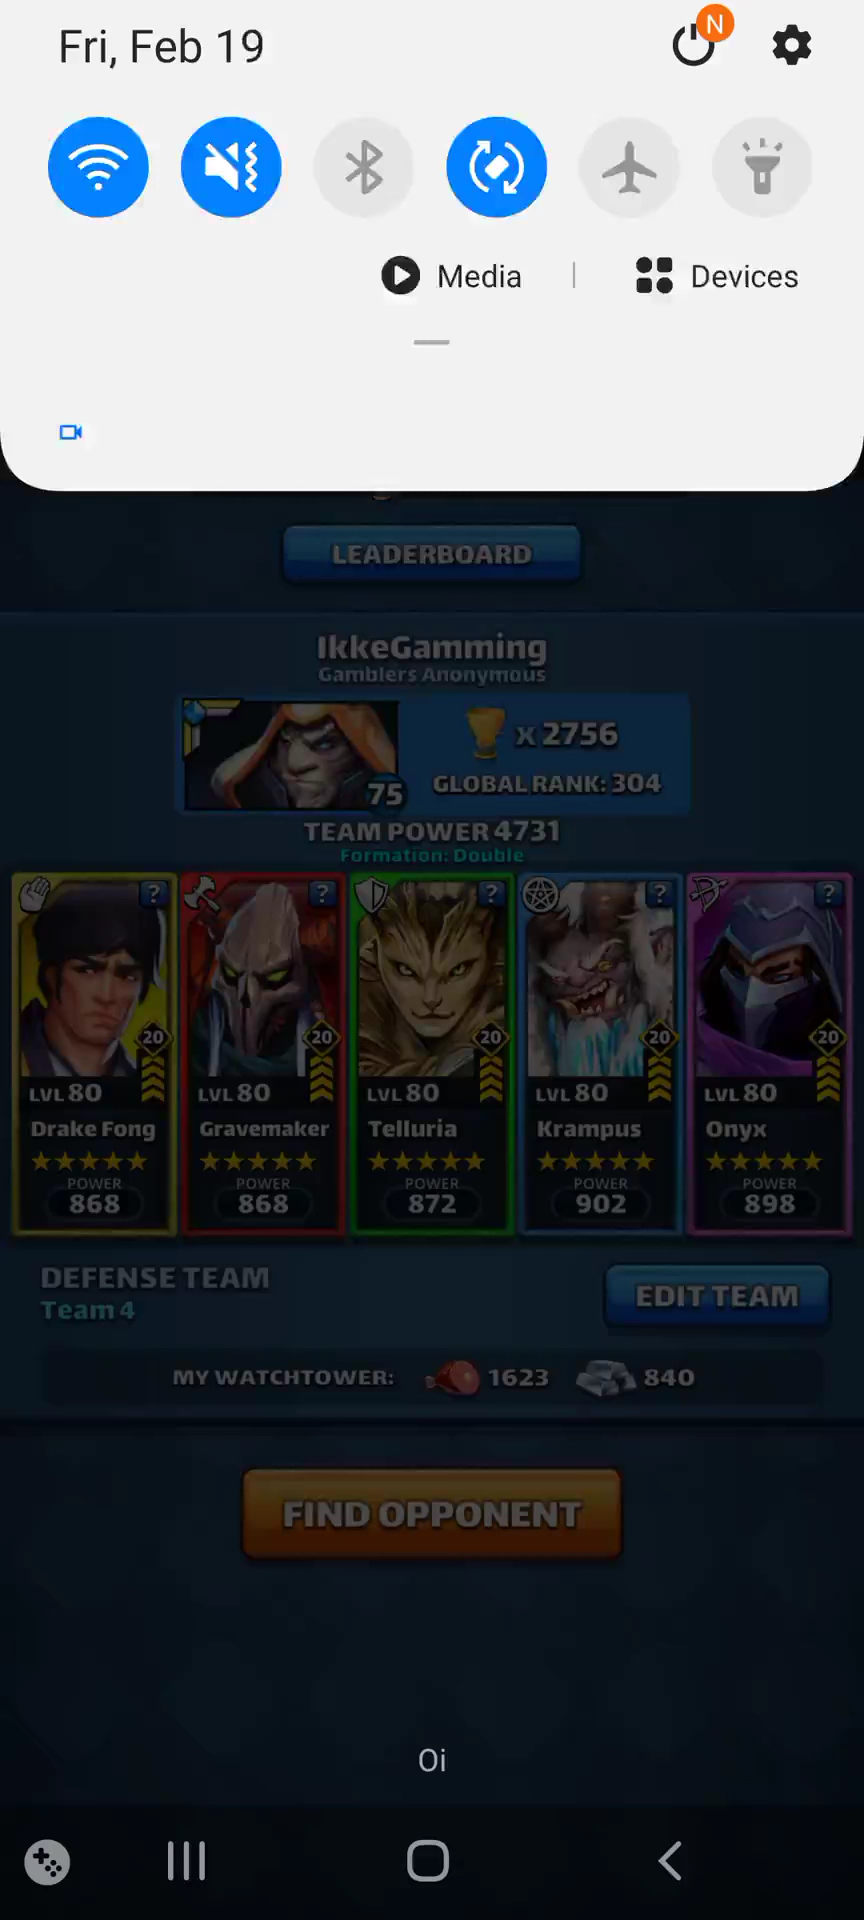 Fri, Feb 19
N
Media | Devices
LEADERBOARD
IkkeGamming
Gamblers Anonymous
75
x 2756
GLOBAL RANK: 304
TEAM POWER 4731
Formation: Double
? ? ? ? ?
20 20 20 20 20
LVL 80 LVL 80 LVL 80 LVL 80 LVL 80
Drake Fong Gravemaker Telluria Krampus Onyx
POWER POWER POWER POWER POWER
868 868 872 902 898
DEFENSE TEAM
Team 4
EDIT TEAM
MY WATCHTOWER: 1623 840
FIND OPPONENT
Oi